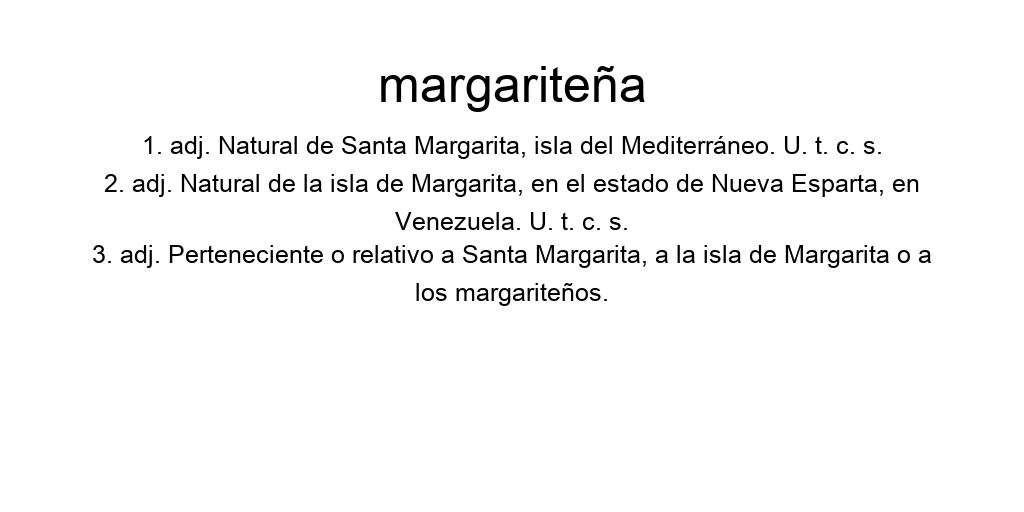 margariteña
1. adj. Natural de Santa Margarita, isla del Mediterráneo. U. t. c. s.
2. adj. Natural de la isla de Margarita, en el estado de Nueva Esparta, en
Venezuela. U. t. c. s.
3. adj. Perteneciente o relativo a Santa Margarita, a la isla de Margarita o a
los margariteños.